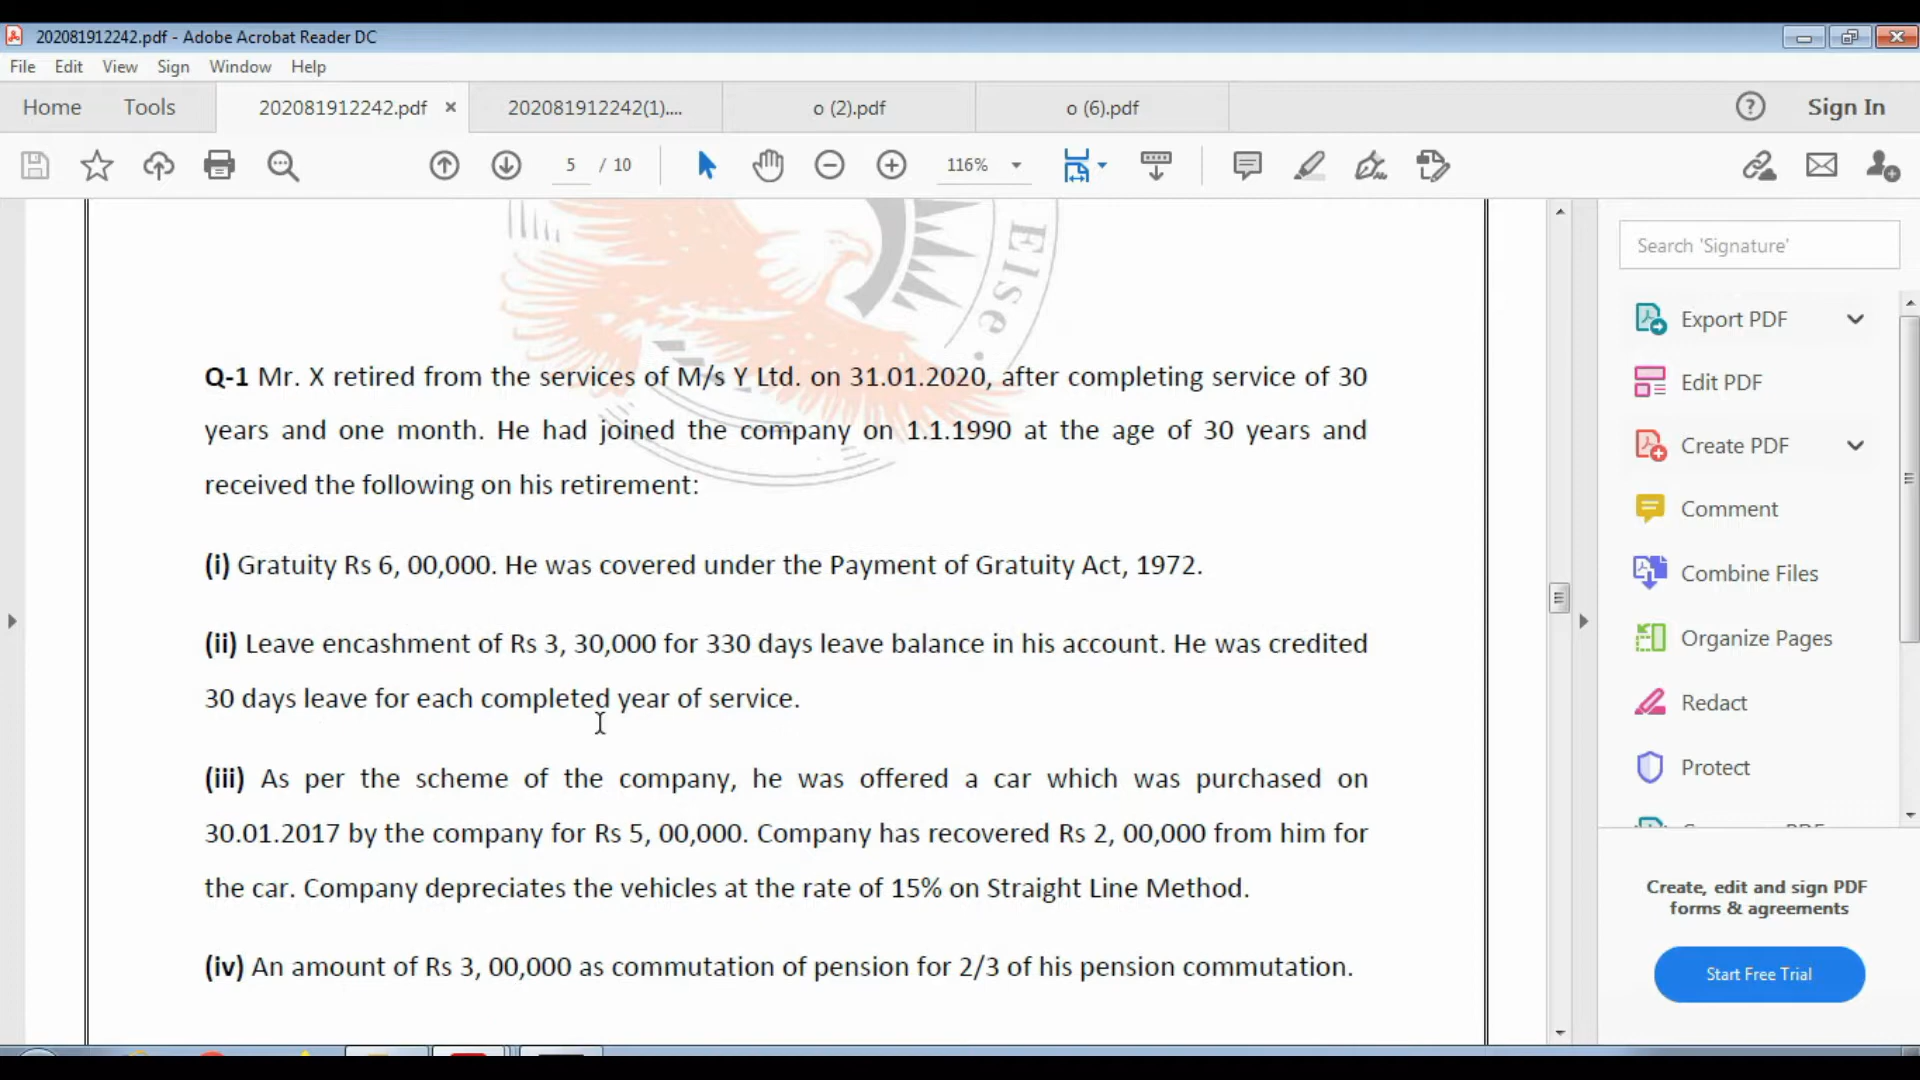 202081912242.pdf - Adobe Acrobat Reader DC
File Edit View Sign Window Help
Home Tools 202081912242.pdf × 202081912242(1).... o (2).pdf o (6).pdf Sign In
5 / 10 116%
Else
Search 'Signature'
Export PDF
Edit PDF
Create PDF
Comment
Combine Files
Organize Pages
Redact
Protect
Create, edit and sign PDF
forms & agreements
Start Free Trial
Q-1 Mr. X retired from the services of M/s Y Ltd. on 31.01.2020, after completing service of 30
years and one month. He had joined the company on 1.1.1990 at the age of 30 years and
received the following on his retirement:
(i) Gratuity Rs 6, 00,000. He was covered under the Payment of Gratuity Act, 1972.
(ii) Leave encashment of Rs 3, 30,000 for 330 days leave balance in his account. He was credited
30 days leave for each completed year of service.
(iii) As per the scheme of the company, he was offered a car which was purchased on
30.01.2017 by the company for Rs 5, 00,000. Company has recovered Rs 2, 00,000 from him for
the car. Company depreciates the vehicles at the rate of 15% on Straight Line Method.
(iv) An amount of Rs 3, 00,000 as commutation of pension for 2/3 of his pension commutation.